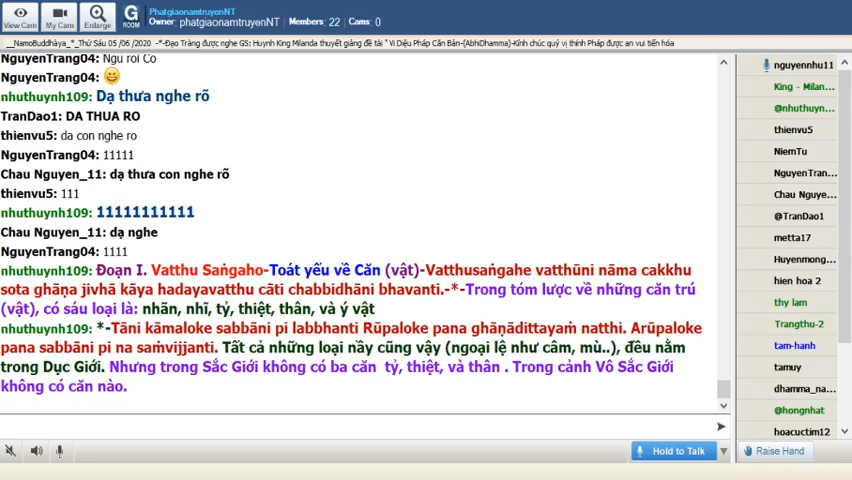 View Cam
My Cam
Enlarge
G
ROOM
PhatgiaonamtruyenNT
Owner: phatgiaonamtruyenNT Members: 22 Cams: 0
__NamoBuddhàya_*_Thứ Sáu 05 /06 /2020 -*-Đạo Tràng được nghe GS: Huynh King Milanda thuyết giảng đề tài " Vi Diệu Pháp Căn Bản-(AbhiDhamma)-Kính chúc quý vị thính Pháp được an vui tiến hóa
NguyenTrang04: Ngu roi Co
NguyenTrang04:
nhuthuynh109: Dạ thưa nghe rõ
TranDao1: DA THUA RO
thienvu5: da con nghe ro
NguyenTrang04: 11111
Chau Nguyen_11: dạ thưa con nghe rõ
thienvu5: 111
nhuthuynh109: 11111111111
Chau Nguyen_11: dạ nghe
NguyenTrang04: 1111
nhuthuynh109: Đoạn I. Vatthu Saṅgaho-Toát yếu về Căn (vật)-Vatthusaṅgahe vatthūni nāma cakkhu
sota ghāṇa jivhā kāya hadayavatthu cāti chabbidhāni bhavanti.-*-Trong tóm lược về những căn trú
(vật), có sáu loại là: nhãn, nhĩ, tỷ, thiệt, thân, và ý vật
nhuthuynh109: *-Tāni kāmaloke sabbāni pi labbhanti Rūpaloke pana ghāṇādittayaṁ natthi. Arūpaloke
pana sabbāni pi na saṁvijjanti. Tất cả những loại nầy cũng vậy (ngoại lệ như câm, mù..), đều nằm
trong Dục Giới. Nhưng trong Sắc Giới không có ba căn tỷ, thiệt, và thân . Trong cảnh Vô Sắc Giới
không có căn nào.
Hold to Talk
nguyennhu11
King - Milan...
@nhuthuyn...
thienvu5
NiemTu
NguyenTran...
Chau Nguye...
@TranDao1
metta17
Huyenmong...
hien hoa 2
thy lam
Trangthu-2
tam-hanh
tamuy
dhamma_na...
@hongnhat
hoacuctim12
Raise Hand